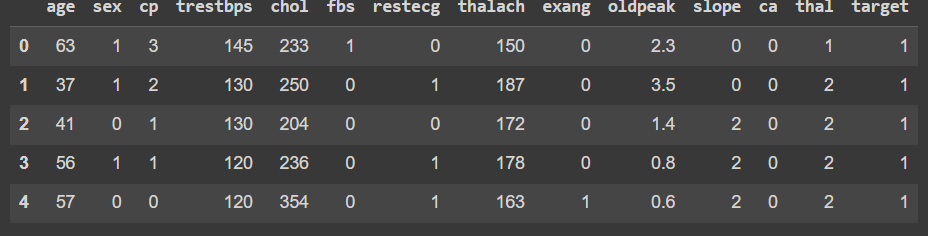 age sex cp trestbps chol fbs restecg thalach exang oldpeak slope ca thal target
0 63 1 3 145 233 1 0 150 0 2.3 0 0 1 1
1 37 1 2 130 250 0 1 187 0 3.5 0 0 2 1
2 41 0 1 130 204 0 0 172 0 1.4 2 0 2 1
3 56 1 1 120 236 0 1 178 0 0.8 2 0 2 1
4 57 0 0 120 354 0 1 163 1 0.6 2 0 2 1